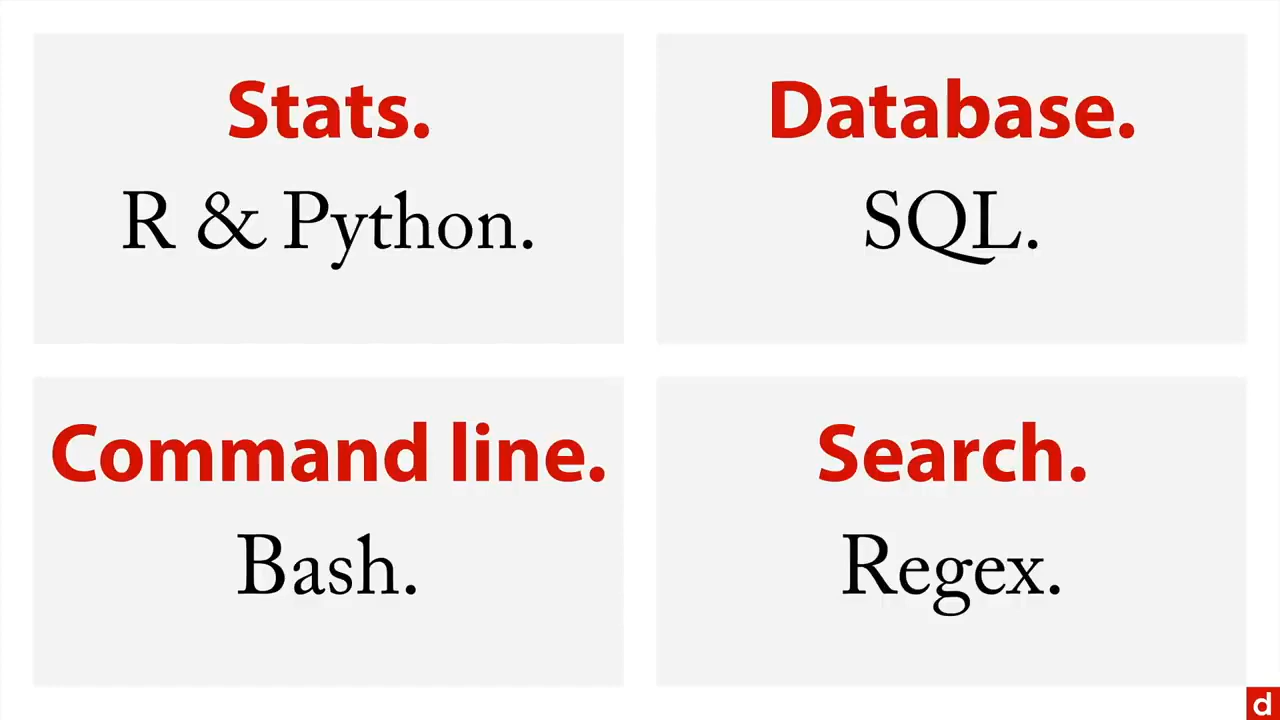 Stats.
R & Python.
Database.
SQL.
Command line.
Bash.
Search.
Regex.
d